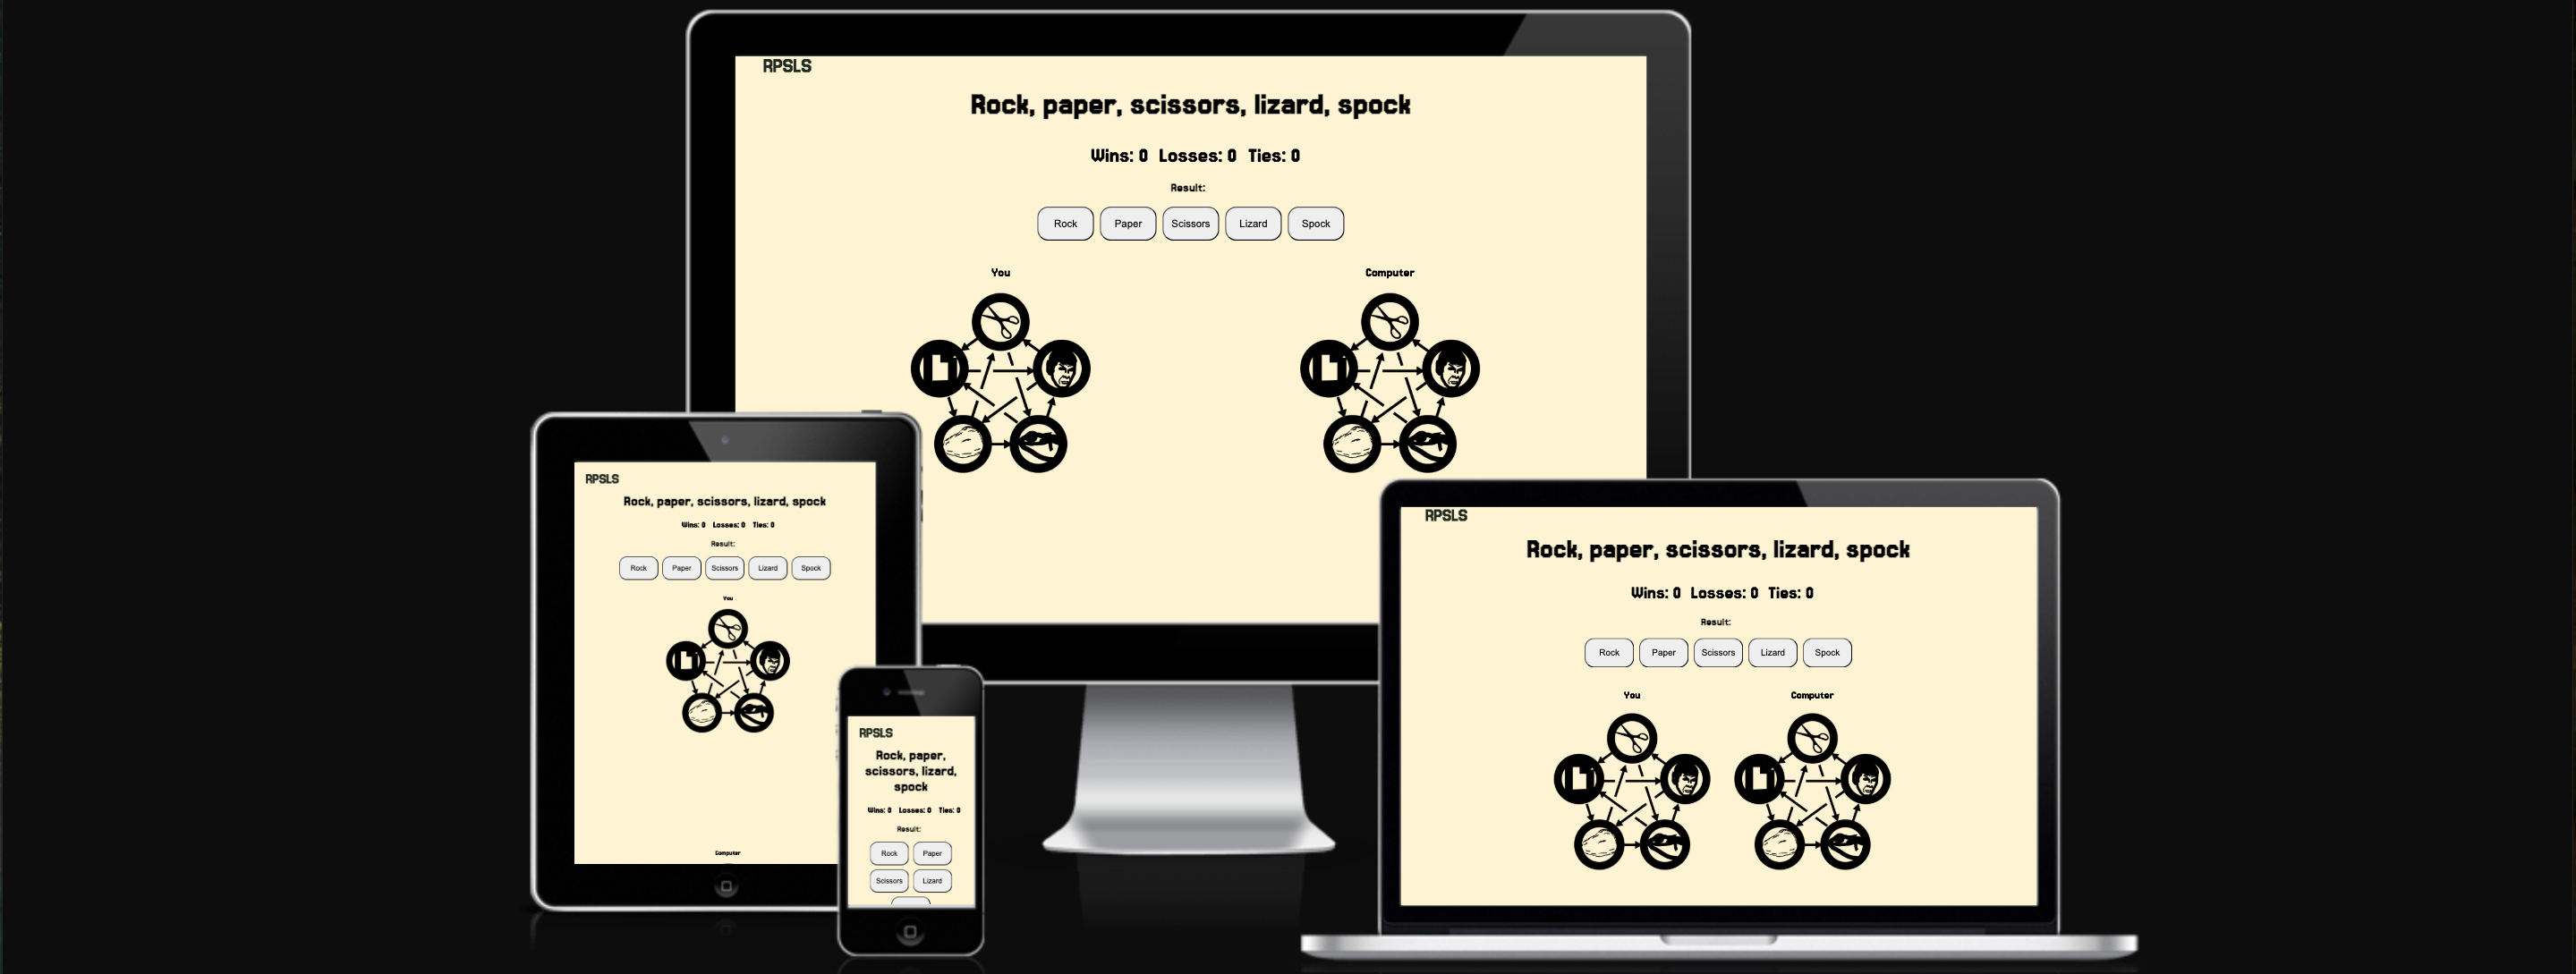 RPSLS
Rock, paper, scissors, lizard, spock
Wins: 0 Losses: 0 Ties: 0
Result:
Rock Paper Scissors Lizard Spock
You Computer
RPSLS
Rock, paper, scissors, lizard, spock
Wins: 0 Losses: 0 Ties: 0
Result:
Rock Paper Scissors Lizard Spock
You
Computer
RPSLS
Rock, paper,
scissors, lizard,
spock
Wins: 0 Losses: 0 Ties: 0
Result:
Rock Paper
Scissors Lizard
RPSLS
Rock, paper, scissors, lizard, spock
Wins: 0 Losses: 0 Ties: 0
Result:
Rock Paper Scissors Lizard Spock
You Computer